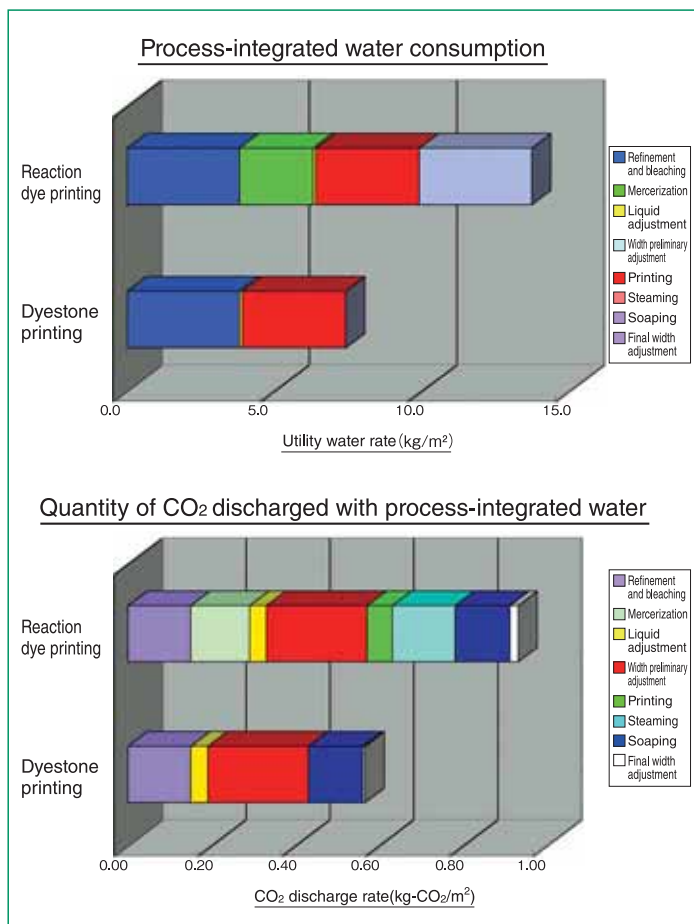 Process-integrated water consumption
Reaction
dye printing
Dyestone
printing
Refinement
and bleaching
Mercerization
Liquid
adjustment
Width preliminary
adjustment
Printing
Steaming
Soaping
Final width
adjustment
0.0 5.0 10.0 15.0
Utility water rate(kg/m²)
Quantity of CO₂ discharged with process-integrated water
Reaction
dye printing
Dyestone
printing
Refinement
and bleaching
Mercerization
Liquid
adjustment
Width preliminary
adjustment
Printing
Steaming
Soaping
Final width
adjustment
0.00 0.20 0.40 0.60 0.80 1.00
CO₂ discharge rate(kg-CO₂/m²)